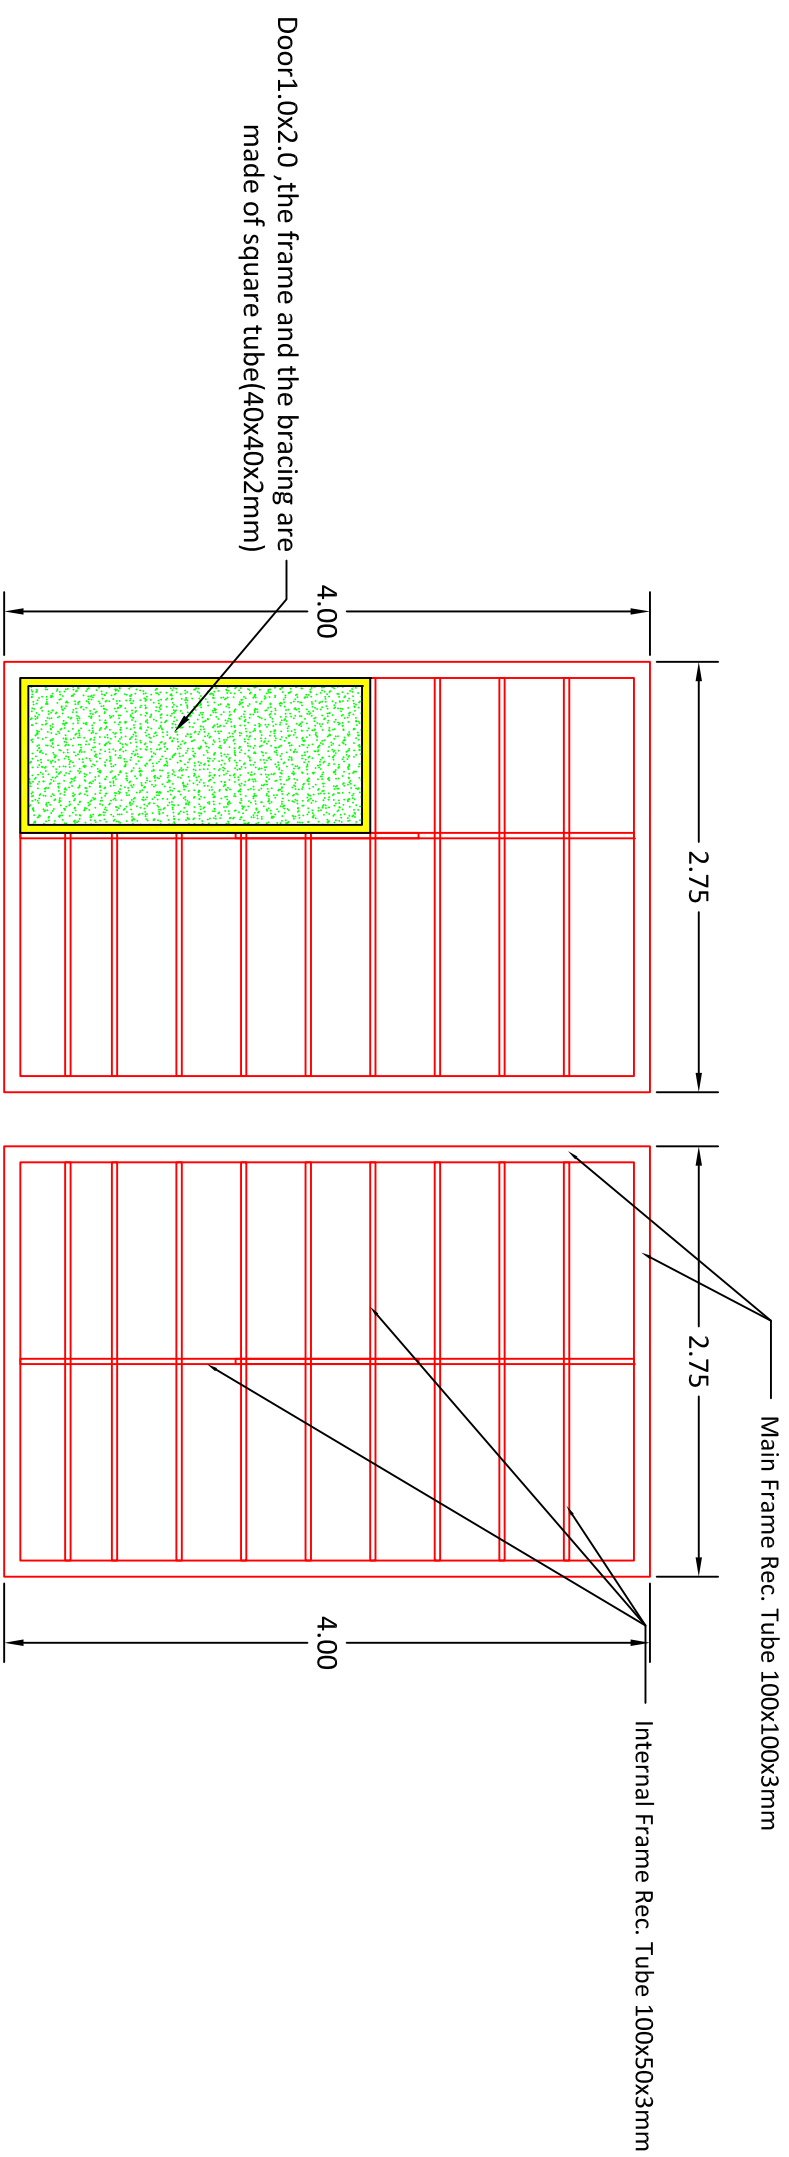 Main Frame Rec. Tube 100x100x3mm
2.75
2.75
Internal Frame Rec. Tube 100x50x3mm
4.00
4.00
Door1.0x2.0 ,the frame and the bracing are
made of square tube(40x40x2mm)